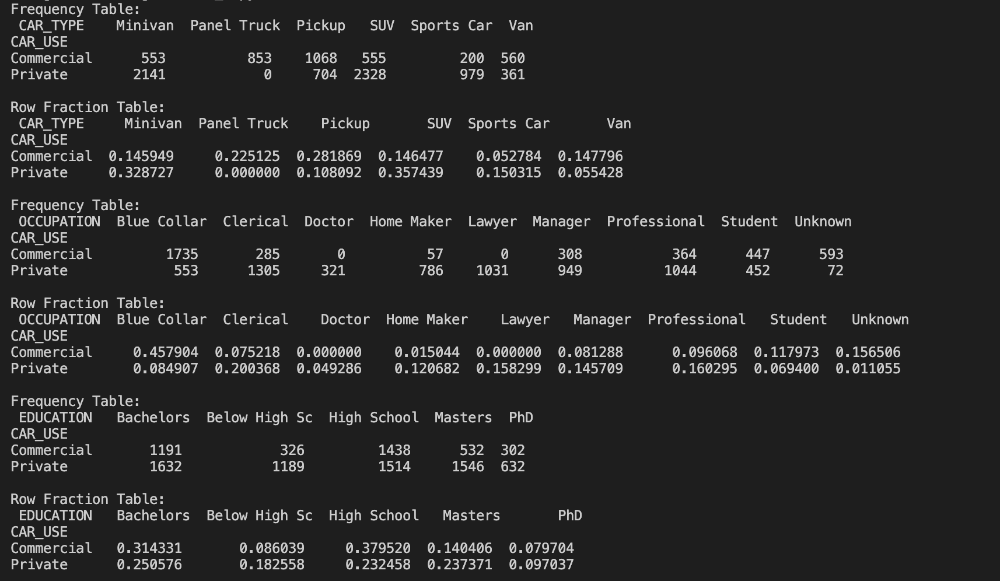 Frequency Table:
 CAR_TYPE    Minivan  Panel Truck  Pickup   SUV  Sports Car  Van
CAR_USE
Commercial      553          853    1068   555         200  560
Private        2141            0     704  2328         979  361
Row Fraction Table:
 CAR_TYPE     Minivan  Panel Truck    Pickup       SUV  Sports Car       Van
CAR_USE
Commercial  0.145949     0.225125  0.281869  0.146477    0.052784  0.147796
Private     0.328727     0.000000  0.108092  0.357439    0.150315  0.055428
Frequency Table:
 OCCUPATION  Blue Collar  Clerical  Doctor  Home Maker  Lawyer  Manager  Professional  Student  Unknown
CAR_USE
Commercial         1735       285       0          57       0      308           364      447      593
Private             553      1305     321         786    1031      949          1044      452       72
Row Fraction Table:
 OCCUPATION  Blue Collar  Clerical    Doctor  Home Maker    Lawyer   Manager  Professional   Student   Unknown
CAR_USE
Commercial     0.457904  0.075218  0.000000    0.015044  0.000000  0.081288      0.096068  0.117973  0.156506
Private        0.084907  0.200368  0.049286    0.120682  0.158299  0.145709      0.160295  0.069400  0.011055
Frequency Table:
 EDUCATION   Bachelors  Below High Sc  High School  Masters  PhD
CAR_USE
Commercial       1191            326         1438      532  302
Private          1632           1189         1514     1546  632
Row Fraction Table:
 EDUCATION   Bachelors  Below High Sc  High School   Masters       PhD
CAR_USE
Commercial   0.314331       0.086039     0.379520  0.140406  0.079704
Private      0.250576       0.182558     0.232458  0.237371  0.097037